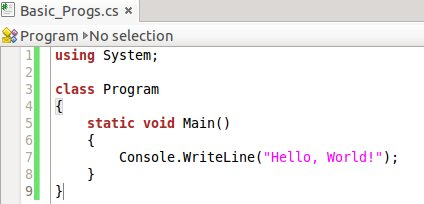 Basic_Progs.cs ×
Program ▸ No selection
1 using System;
2
3 class Program
4 {
5     static void Main()
6     {
7         Console.WriteLine("Hello, World!");
8     }
9 }